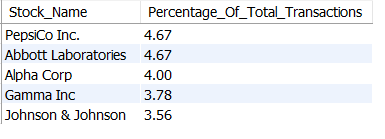 Stock_Name Percentage_Of_Total_Transactions
PepsiCo Inc. 4.67
Abbott Laboratories 4.67
Alpha Corp 4.00
Gamma Inc 3.78
Johnson & Johnson 3.56